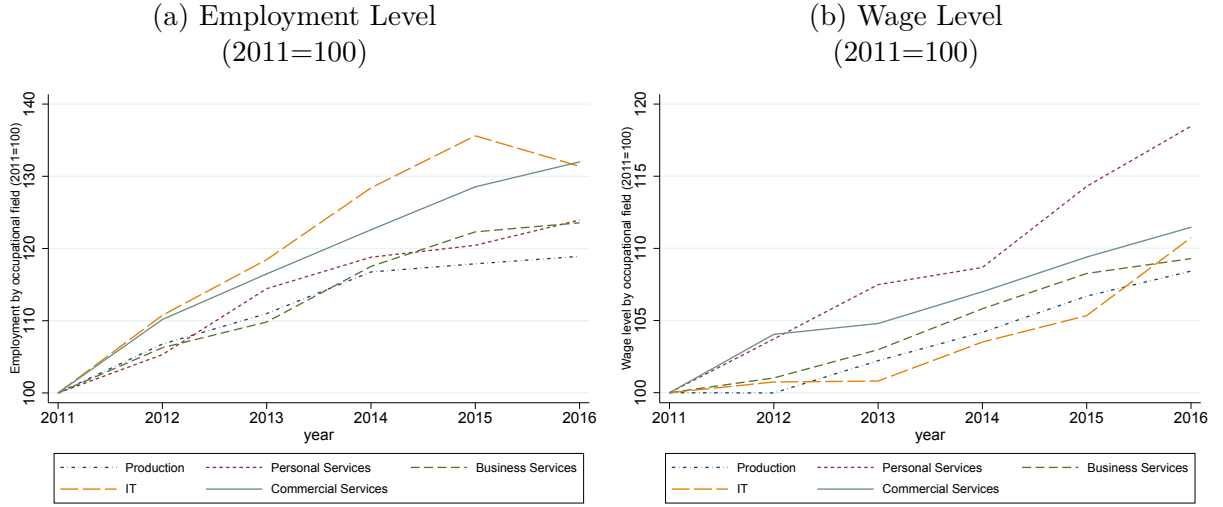 (a) Employment Level
(2011=100)
Employment by occupational field (2011=100)
140
130
120
110
100
2011 2012 2013 2014 2015 2016
year
Production Personal Services Business Services
IT Commercial Services
(b) Wage Level
(2011=100)
Wage level by occupational field (2011=100)
120
115
110
105
100
2011 2012 2013 2014 2015 2016
year
Production Personal Services Business Services
IT Commercial Services